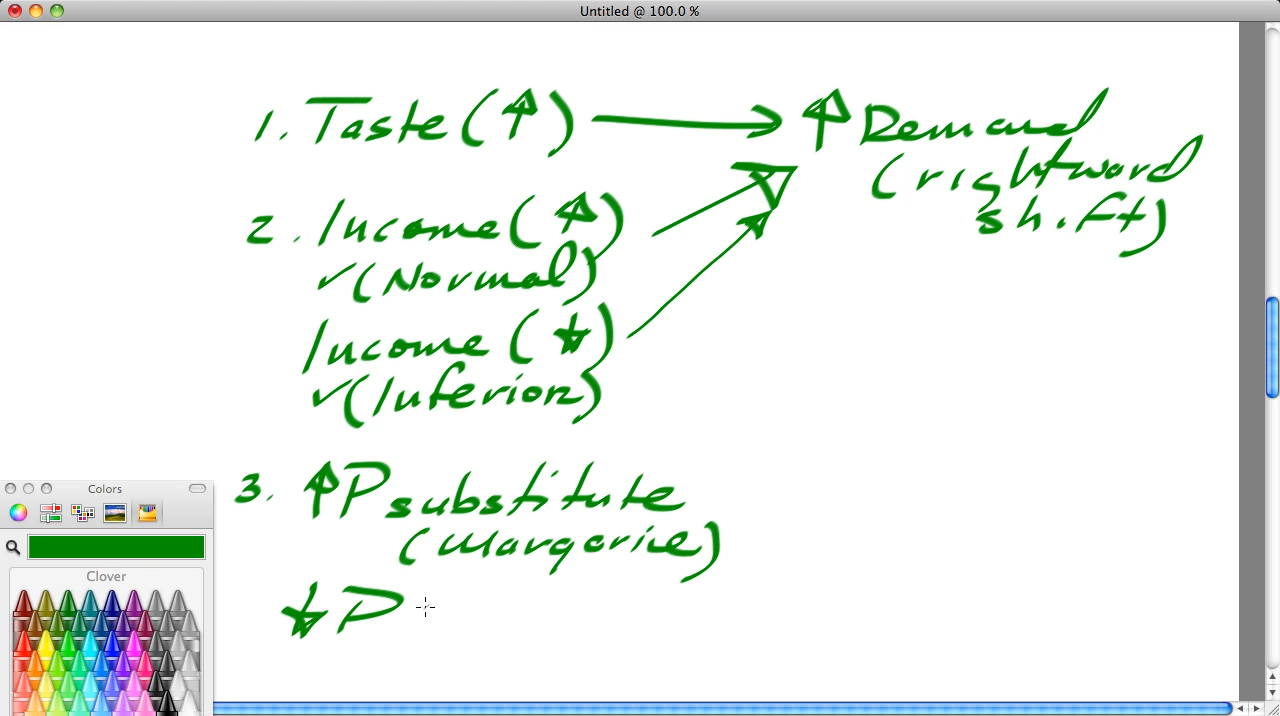 Untitled @ 100.0 %
1. Taste (↑) → ↑ Demand
(rightward
shift)
2. Income (↑)
✓(Normal)
Income (↓)
✓(Inferior)
3. ↑P substitute
(Margarine)
↓P
Colors
Clover